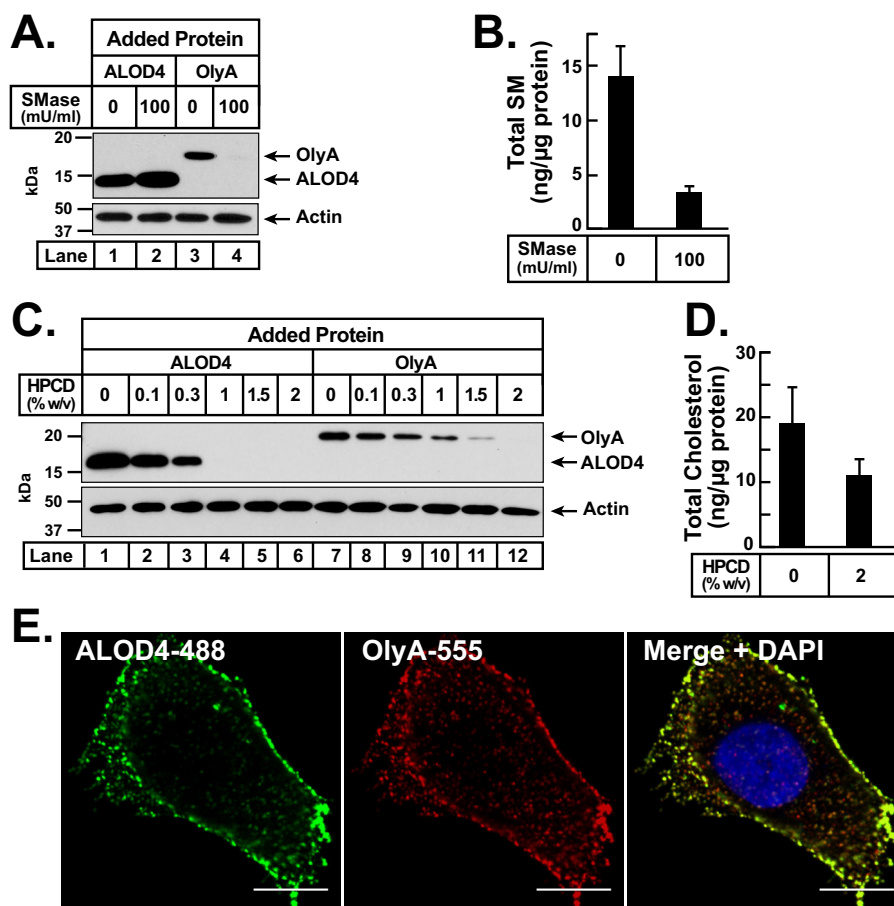 A.
Added Protein
ALOD4 OlyA
SMase (mU/ml) 0 100 0 100
kDa
20
15
50
37
OlyA
ALOD4
Actin
Lane 1 2 3 4
B.
Total SM
(ng/µg protein)
15
10
5
0
SMase (mU/ml) 0 100
C.
Added Protein
ALOD4 OlyA
HPCD (% w/v) 0 0.1 0.3 1 1.5 2 0 0.1 0.3 1 1.5 2
kDa
20
15
50
37
OlyA
ALOD4
Actin
Lane 1 2 3 4 5 6 7 8 9 10 11 12
D.
Total Cholesterol
(ng/µg protein)
30
20
10
0
HPCD (% w/v) 0 2
E.
ALOD4-488 OlyA-555 Merge + DAPI